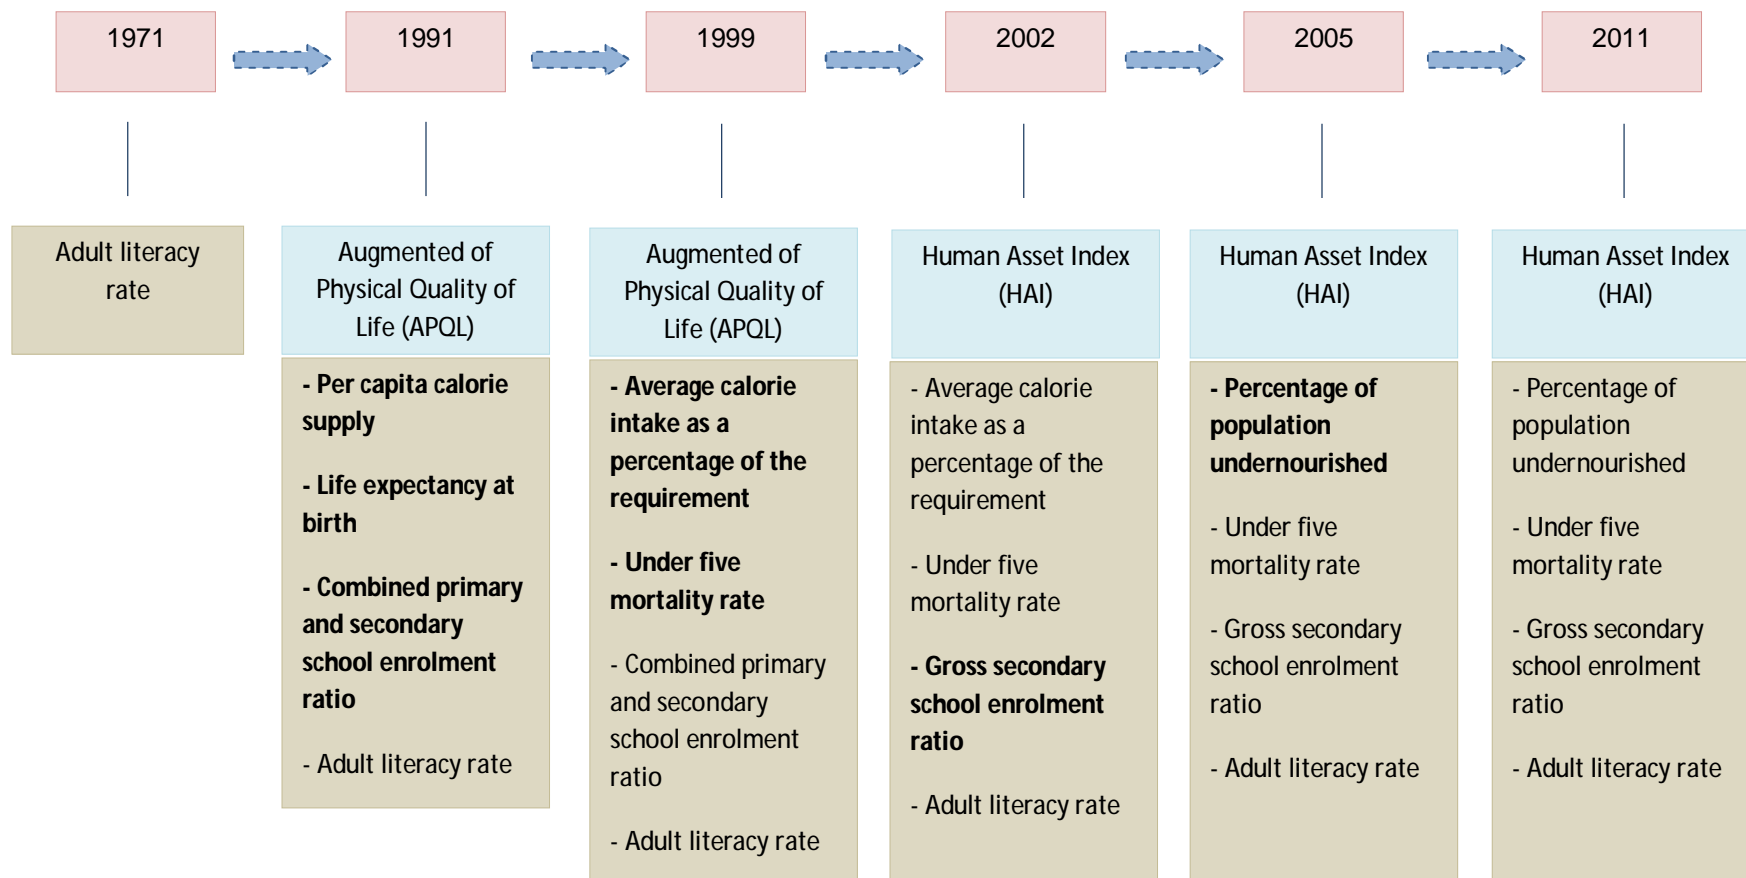 1971
1991
1999
2002
2005
2011
Adult literacy
rate
Augmented of
Physical Quality of
Life (APQL)
- Per capita calorie
supply
- Life expectancy at
birth
- Combined primary
and secondary
school enrolment
ratio
- Adult literacy rate
Augmented of
Physical Quality of
Life (APQL)
- Average calorie
intake as a
percentage of the
requirement
- Under five
mortality rate
- Combined primary
and secondary
school enrolment
ratio
- Adult literacy rate
Human Asset Index
(HAI)
- Average calorie
intake as a
percentage of the
requirement
- Under five
mortality rate
- Gross secondary
school enrolment
ratio
- Adult literacy rate
Human Asset Index
(HAI)
- Percentage of
population
undernourished
- Under five
mortality rate
- Gross secondary
school enrolment
ratio
- Adult literacy rate
Human Asset Index
(HAI)
- Percentage of
population
undernourished
- Under five
mortality rate
- Gross secondary
school enrolment
ratio
- Adult literacy rate